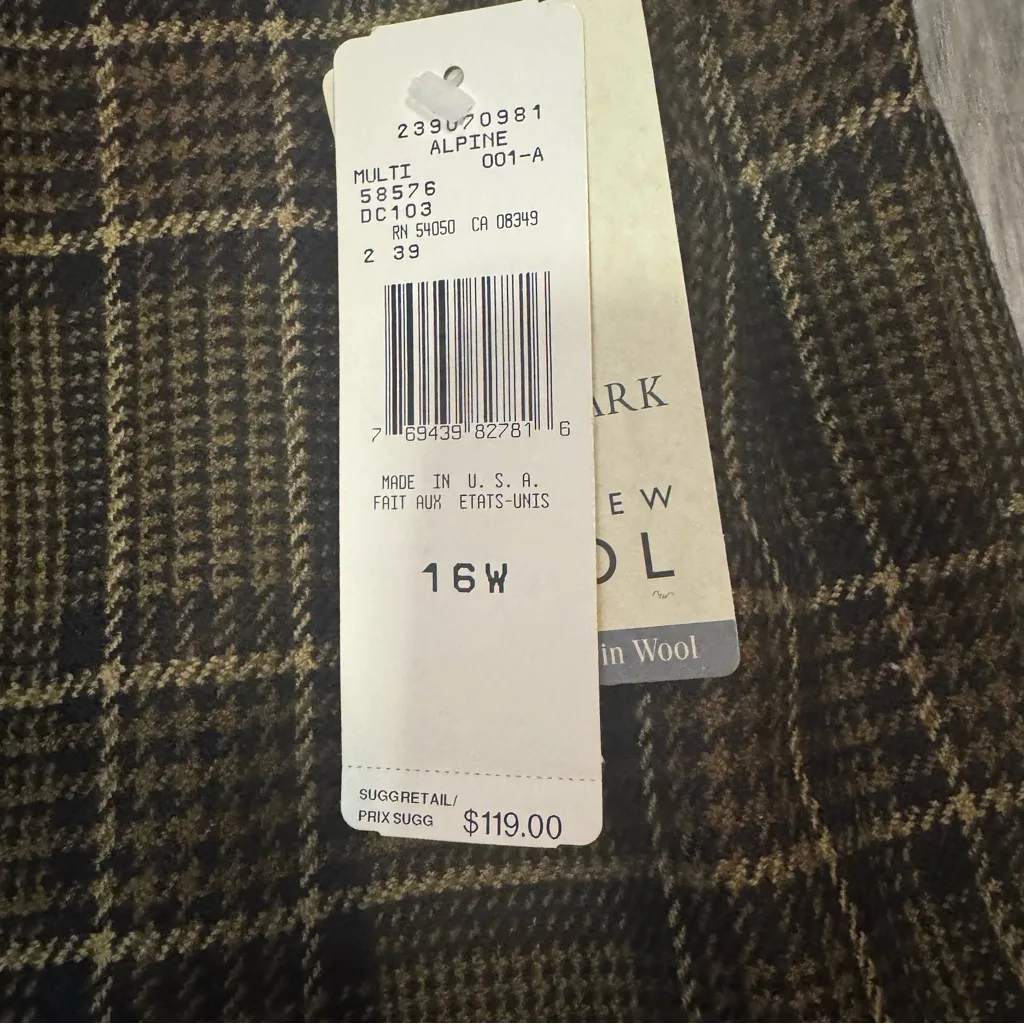 239070981
ALPINE
001-A
MULTI
58576
DC103
RN 54050 CA 08349
2 39
7 69439 82781 6
MADE IN U. S. A.
FAIT AUX ETATS-UNIS
16W
SUGG RETAIL/
PRIX SUGG $119.00
ARK
EW
OL
in Wool